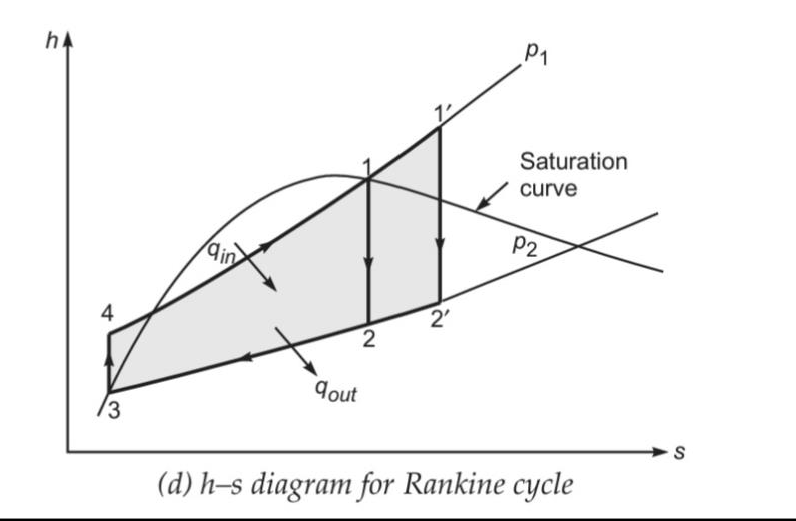 h
p1
1′
1
Saturation
curve
qin
p2
4
2′
2
qout
3
s
(d) h–s diagram for Rankine cycle